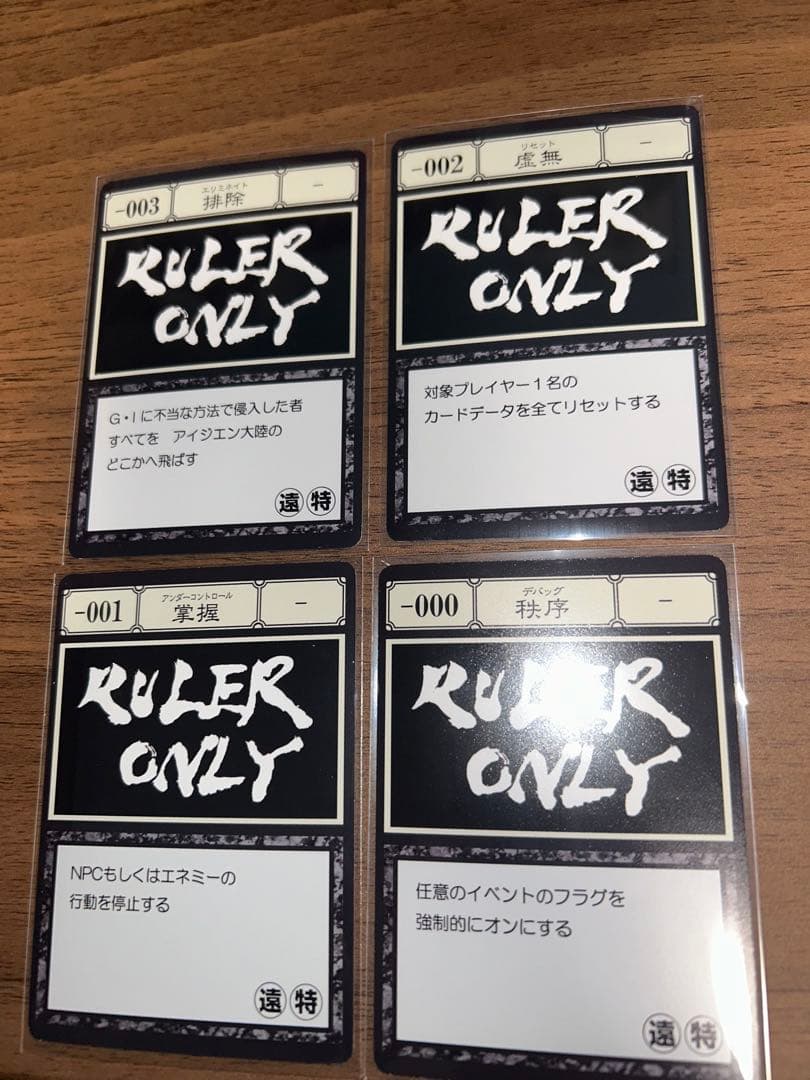 -003
エリミネイト
排除
–
RULER
ONLY
G・Iに不当な方法で侵入した者
すべてを アイジエン大陸の
どこかへ飛ばす
遠 特
-002
リセット
虚無
–
RULER
ONLY
対象プレイヤー1名の
カードデータを全てリセットする
遠 特
-001
アンダーコントロール
掌握
–
RULER
ONLY
NPCもしくはエネミーの
行動を停止する
遠 特
-000
デバッグ
秩序
–
RULER
ONLY
任意のイベントのフラグを
強制的にオンにする
遠 特